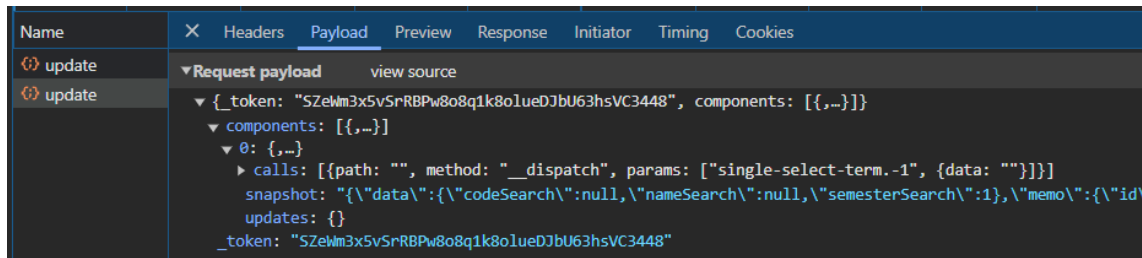 Name
Headers Payload Preview Response Initiator Timing Cookies
update
update
▼Request payload view source
▼ {_token: "SZeWm3x5vSrRBPw8o8q1k8olueDJbU63hsVC3448", components: [{,…}]}
▼ components: [{,…}]
▼ 0: {,…}
▶ calls: [{path: "", method: "__dispatch", params: ["single-select-term.-1", {data: ""}]}]
snapshot: "{\"data\":{\"codeSearch\":null,\"nameSearch\":null,\"semesterSearch\":1},\"memo\":{\"id\
updates: {}
_token: "SZeWm3x5vSrRBPw8o8q1k8olueDJbU63hsVC3448"